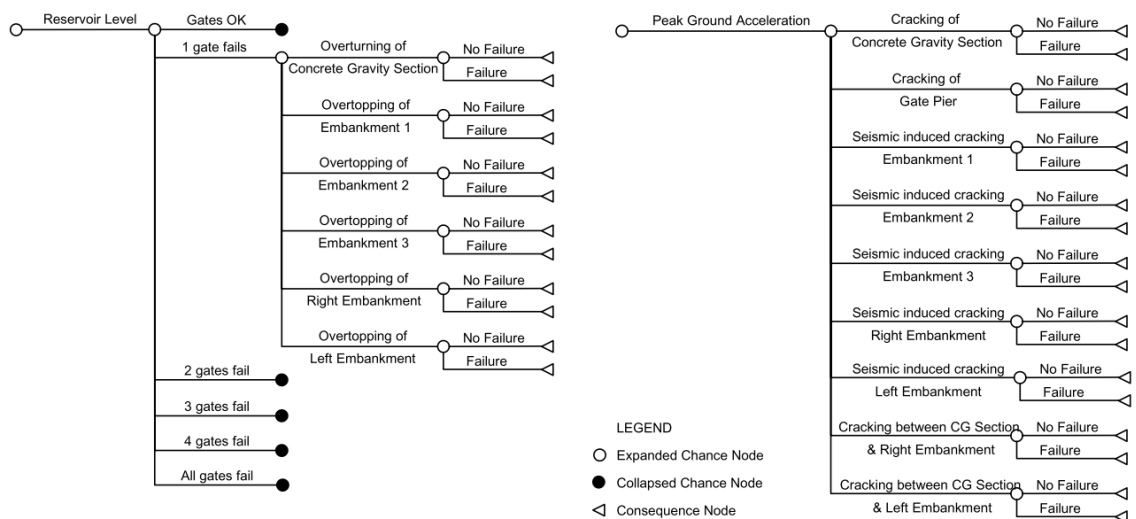 Reservoir Level
Gates OK
1 gate fails
Overturning of
Concrete Gravity Section
No Failure
Failure
Overtopping of
Embankment 1
No Failure
Failure
Overtopping of
Embankment 2
No Failure
Failure
Overtopping of
Embankment 3
No Failure
Failure
Overtopping of
Right Embankment
No Failure
Failure
Overtopping of
Left Embankment
No Failure
Failure
2 gates fail
3 gates fail
4 gates fail
All gates fail
Peak Ground Acceleration
Cracking of
Concrete Gravity Section
No Failure
Failure
Cracking of
Gate Pier
No Failure
Failure
Seismic induced cracking
Embankment 1
No Failure
Failure
Seismic induced cracking
Embankment 2
No Failure
Failure
Seismic induced cracking
Embankment 3
No Failure
Failure
Seismic induced cracking
Right Embankment
No Failure
Failure
Seismic induced cracking
Left Embankment
No Failure
Failure
Cracking between CG Section
& Right Embankment
No Failure
Failure
Cracking between CG Section
& Left Embankment
No Failure
Failure
LEGEND
Expanded Chance Node
Collapsed Chance Node
Consequence Node